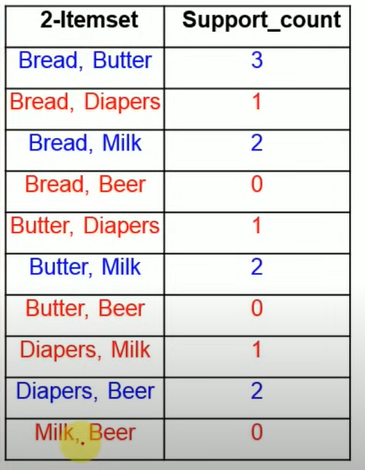 2-Itemset Support_count
Bread, Butter 3
Bread, Diapers 1
Bread, Milk 2
Bread, Beer 0
Butter, Diapers 1
Butter, Milk 2
Butter, Beer 0
Diapers, Milk 1
Diapers, Beer 2
Milk, Beer 0